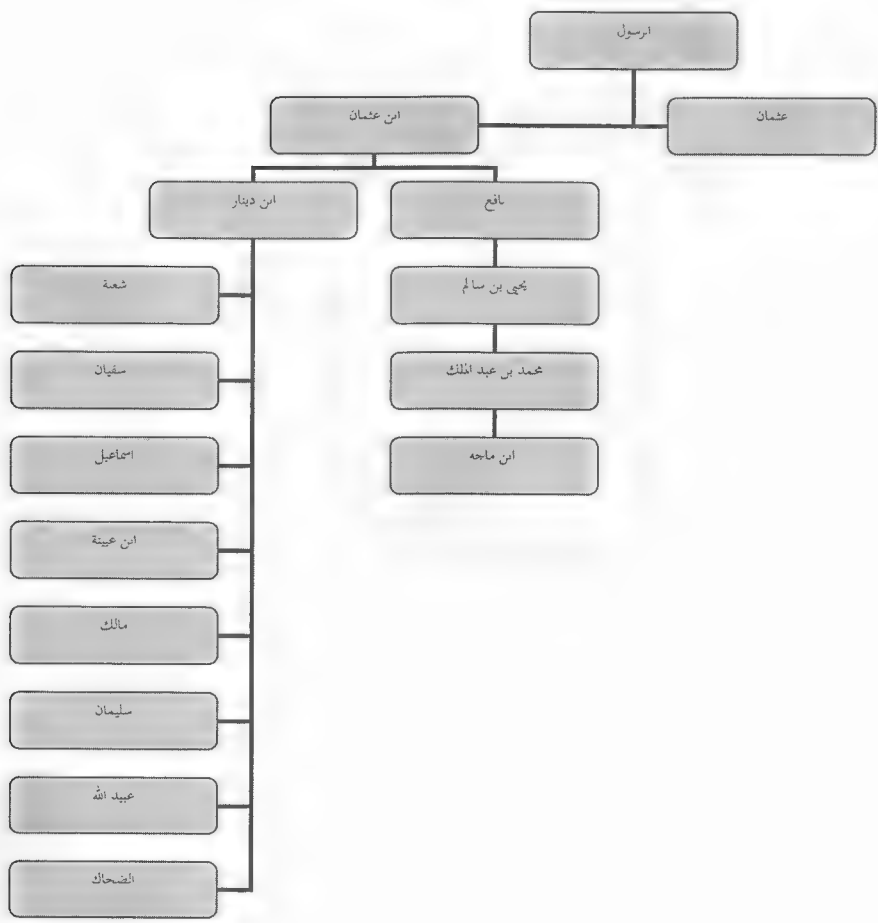 الرسول
عثمان
ابن عثمان
نافع
ابن دينار
شعبة
يحيى بن سالم
سفيان
محمد بن عبد الملك
اسماعيل
ابن ماجه
ابن عيينة
مالك
سليمان
عبيد الله
الضحاك